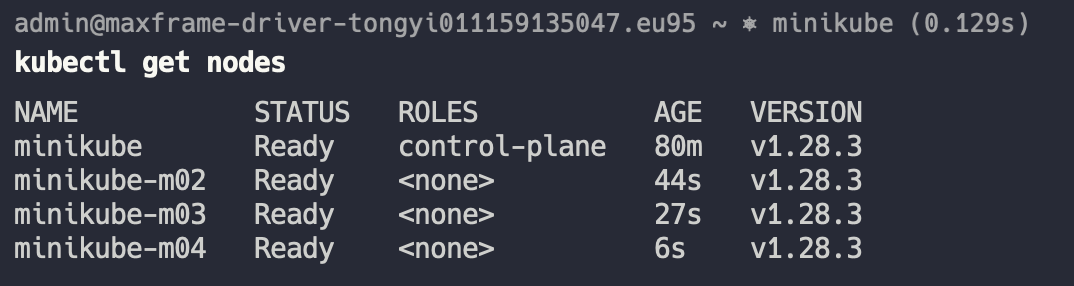 admin@maxframe-driver-tongyi011159135047.eu95 ~ ⎈ minikube (0.129s)
kubectl get nodes
NAME           STATUS   ROLES           AGE   VERSION
minikube       Ready    control-plane   80m   v1.28.3
minikube-m02   Ready    <none>          44s   v1.28.3
minikube-m03   Ready    <none>          27s   v1.28.3
minikube-m04   Ready    <none>          6s    v1.28.3